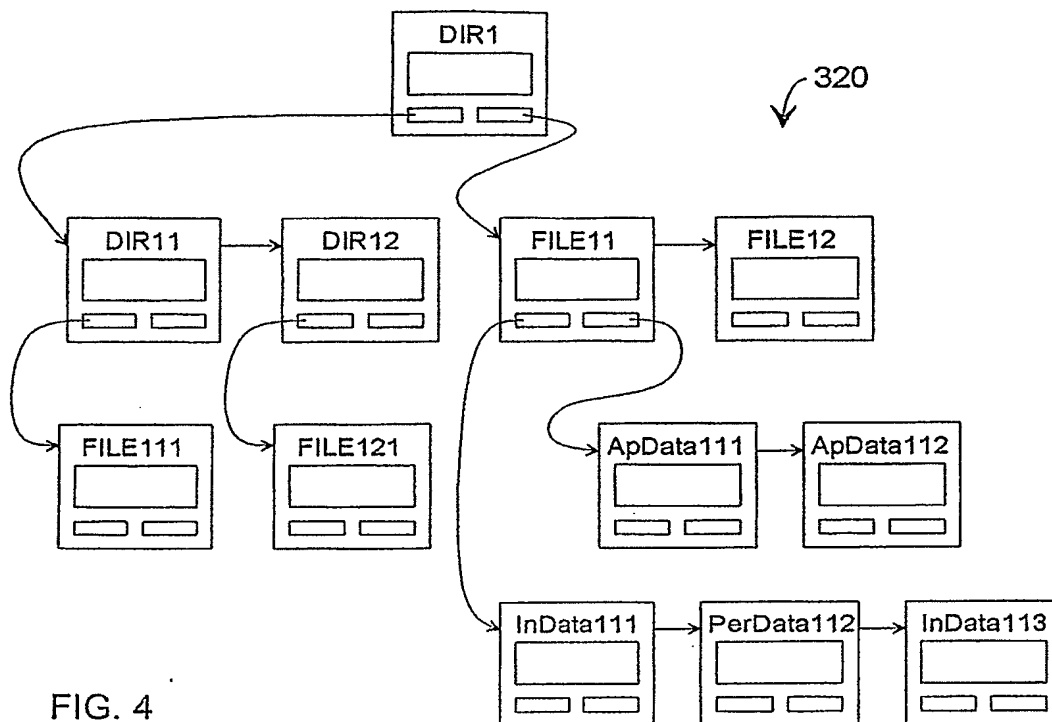 DIR1
320
DIR11
DIR12
FILE11
FILE12
FILE111
FILE121
ApData111
ApData112
InData111
PerData112
InData113
FIG. 4